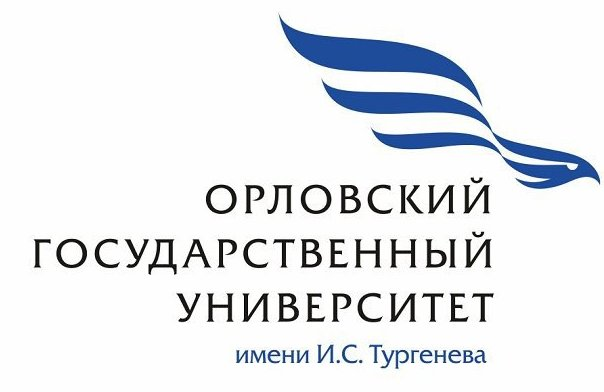 ОРЛОВСКИЙ
ГОСУДАРСТВЕННЫЙ
УНИВЕРСИТЕТ
имени И.С. Тургенева